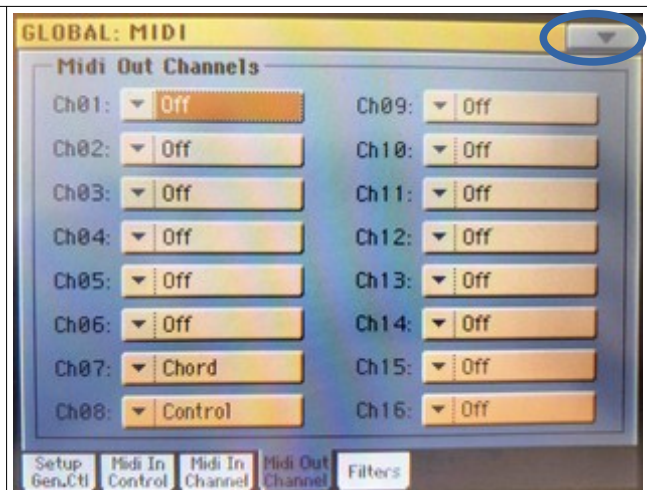 GLOBAL: MIDI
Midi Out Channels
Ch01: Off
Ch02: Off
Ch03: Off
Ch04: Off
Ch05: Off
Ch06: Off
Ch07: Chord
Ch08: Control
Ch09: Off
Ch10: Off
Ch11: Off
Ch12: Off
Ch13: Off
Ch14: Off
Ch15: Off
Ch16: Off
Setup Gen.Ctl
Midi In Control
Midi In Channel
Midi Out Channel
Filters